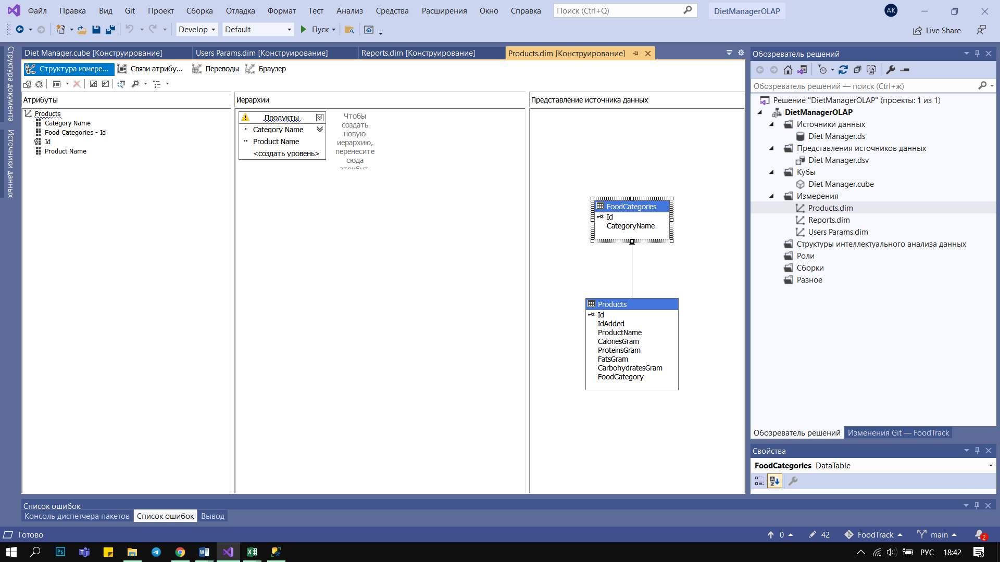 Файл Правка Вид Git Проект Сборка Отладка Формат Тест Анализ Средства Расширения Окно Справка Поиск (Ctrl+Q) DietManagerOLAP AK
Develop Default Пуск Live Share
Структура документа
Источники данных
Diet Manager.cube [Конструирование] Users Params.dim [Конструирование] Reports.dim [Конструирование] Products.dim [Конструирование]
Структура измере... Связи атрибу... Переводы Браузер
Атрибуты
Products
Category Name
Food Categories - Id
Id
Product Name
Иерархии
Продукты
Category Name
Product Name
<создать уровень>
Чтобы
создать
новую
иерархию,
перенесите
сюда
атрибут
Представление источника данных
FoodCategories
Id
CategoryName
Products
Id
IdAdded
ProductName
CaloriesGram
ProteinsGram
FatsGram
CarbohydratesGram
FoodCategory
Обозреватель решений
Обозреватель решений — поиск (Ctrl+ж)
Решение "DietManagerOLAP" (проекты: 1 из 1)
DietManagerOLAP
Источники данных
Diet Manager.ds
Представления источников данных
Diet Manager.dsv
Кубы
Diet Manager.cube
Измерения
Products.dim
Reports.dim
Users Params.dim
Структуры интеллектуального анализа данных
Роли
Сборки
Разное
Обозреватель решений Изменения Git — FoodTrack
Свойства
FoodCategories DataTable
Список ошибок
Консоль диспетчера пакетов Список ошибок Вывод
Готово 0 42 FoodTrack main 2
Ps РУС 18:42